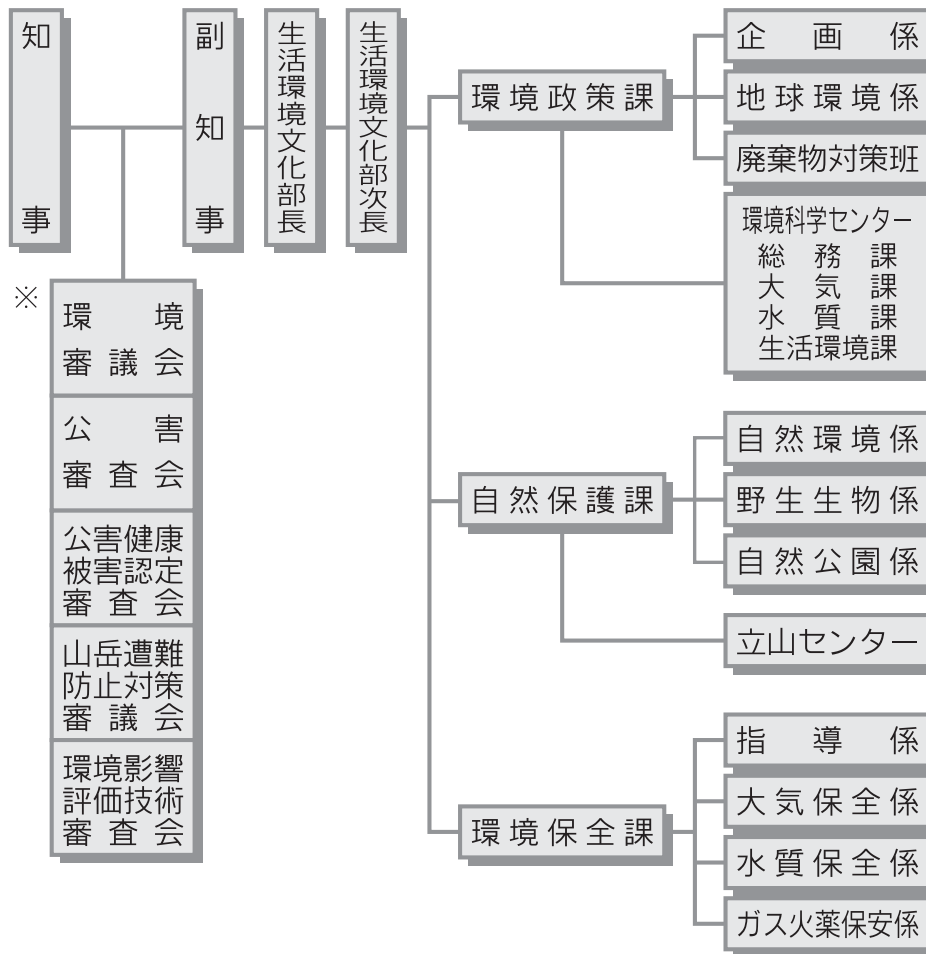 知事
副知事
生活環境文化部長
生活環境文化部次長
※
環境
審議会
公害
審査会
公害健康
被害認定
審査会
山岳遭難
防止対策
審議会
環境影響
評価技術
審査会
環境政策課
企画係
地球環境係
廃棄物対策班
環境科学センター
総務課
大気課
水質課
生活環境課
自然保護課
自然環境係
野生生物係
自然公園係
立山センター
環境保全課
指導係
大気保全係
水質保全係
ガス火薬保安係